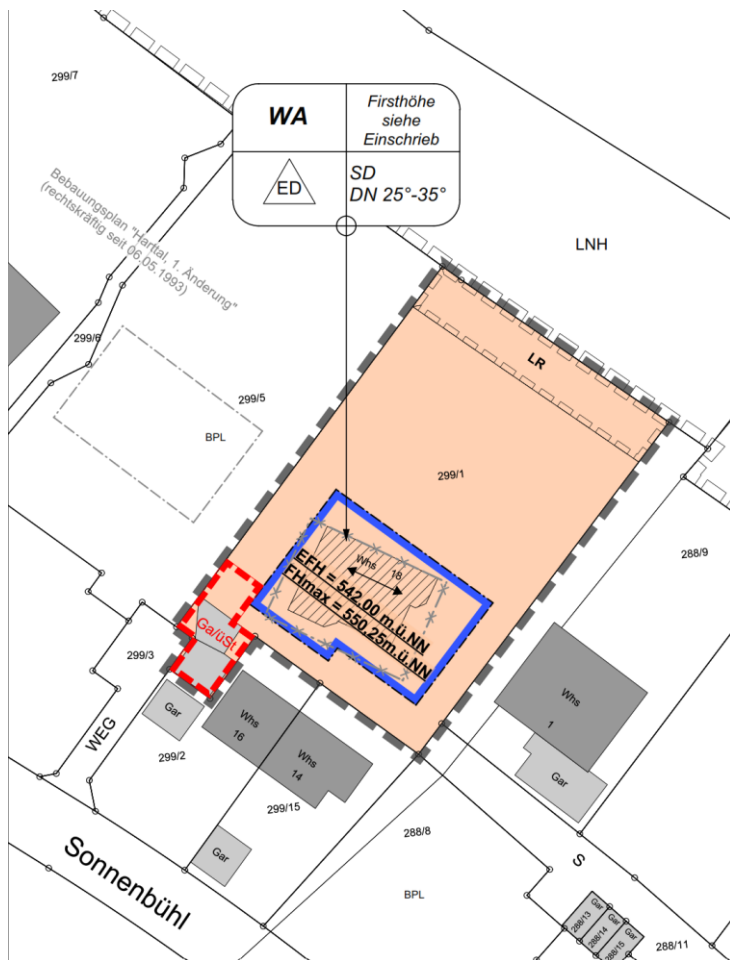 299/7
WA
Firsthöhe
siehe
Einschrieb
ED
SD
DN 25°-35°
Bebauungsplan "Harttal, 1. Änderung"
(rechtskräftig seit 06.05.1993)
LNH
299/6
LR
299/5
BPL
299/1
288/9
Whs
18
EFH = 542.00 m.ü.NN
FHmax = 550.25m.ü.NN
Ga/üSt
299/3
Whs
1
Gar
WEG
Gar
Whs
16
Whs
14
299/2
299/15
Gar
288/8
S
Sonnenbühl
BPL
Gar
288/13
Gar
288/14
Gar
288/15
288/11